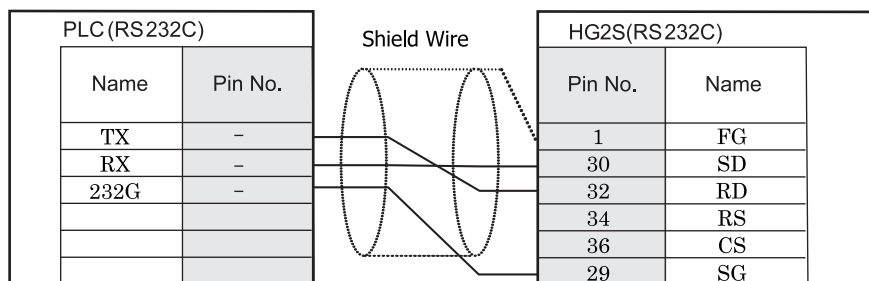 PLC(RS232C)
Shield Wire
HG2S(RS232C)
Name Pin No. Pin No. Name
TX – 1 FG
RX – 30 SD
232G – 32 RD
34 RS
36 CS
29 SG